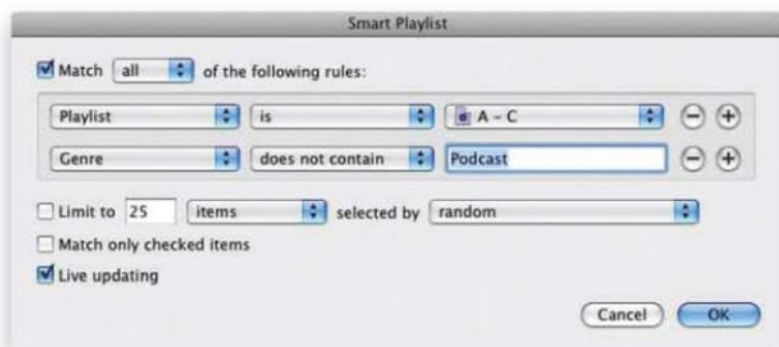 Smart Playlist
Match all of the following rules:
Playlist is A – C
Genre does not contain Podcast
Limit to 25 items selected by random
Match only checked items
Live updating
Cancel OK